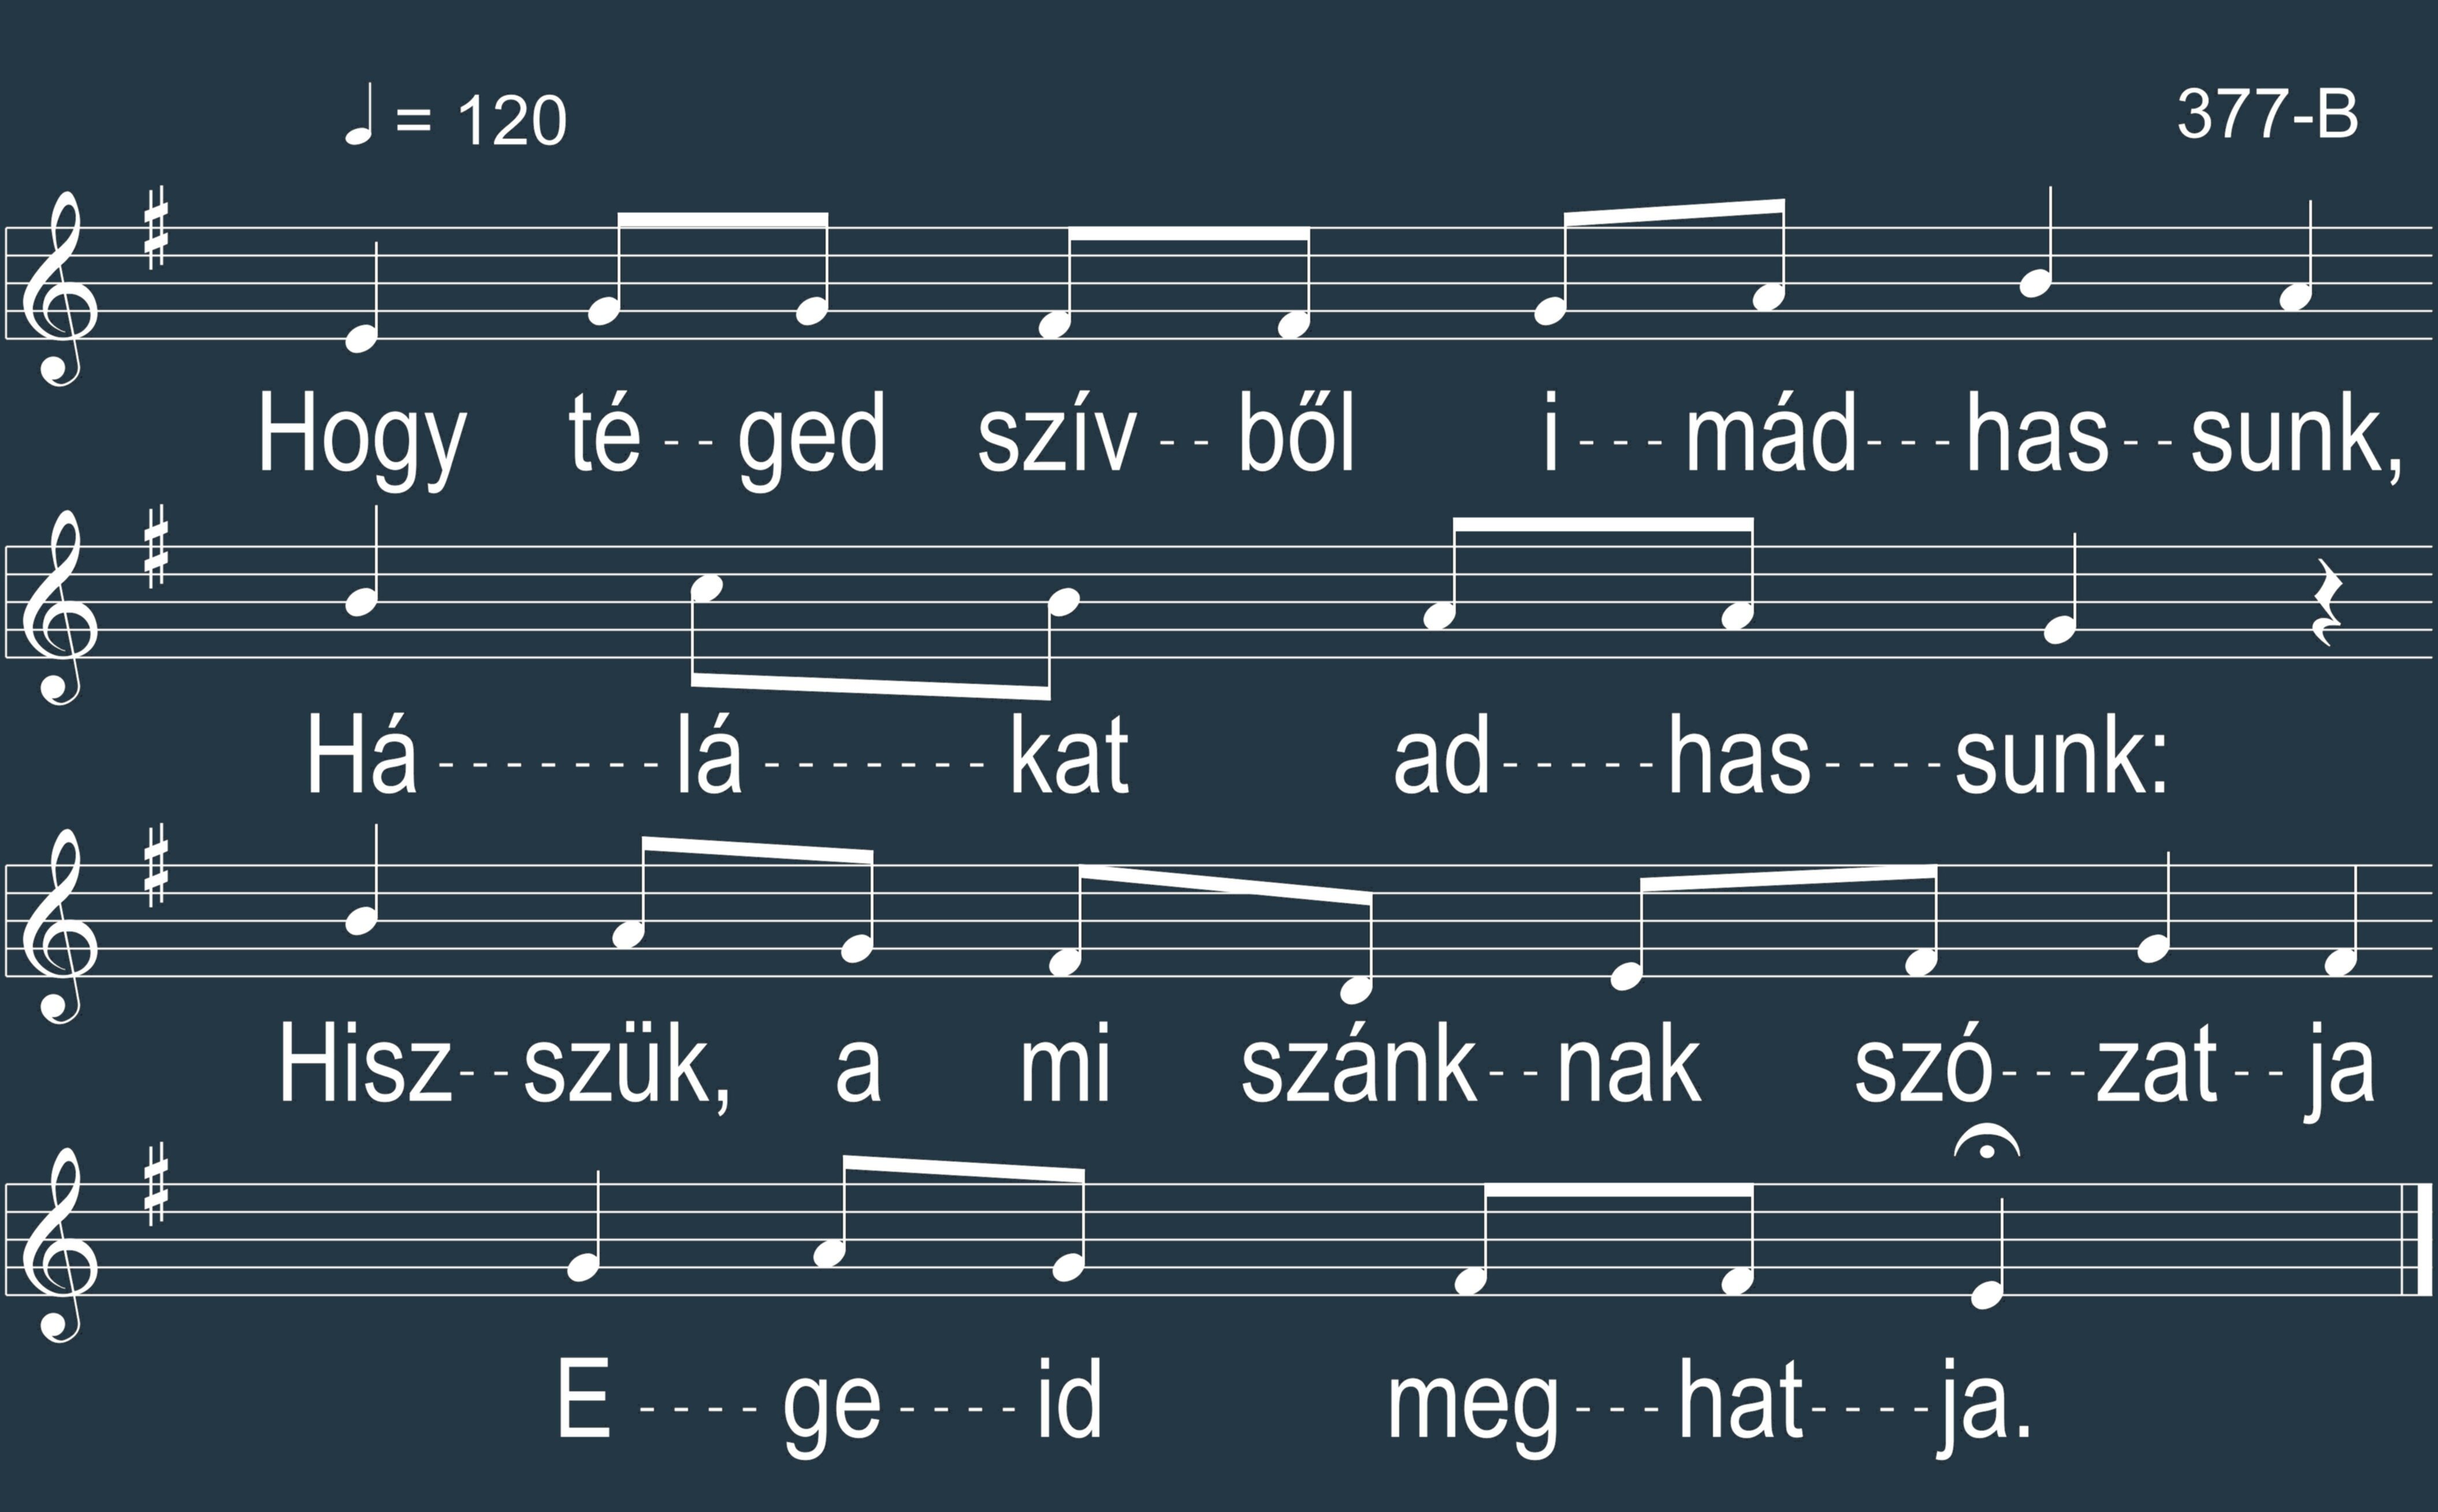 = 120 377-B
Hogy té--ged szív--ből i---mád---has--sunk,
Há-------lá-------kat ad-----has----sunk:
Hisz--szük, a mi szánk--nak szó---zat--ja
E----ge----id meg---hat----ja.